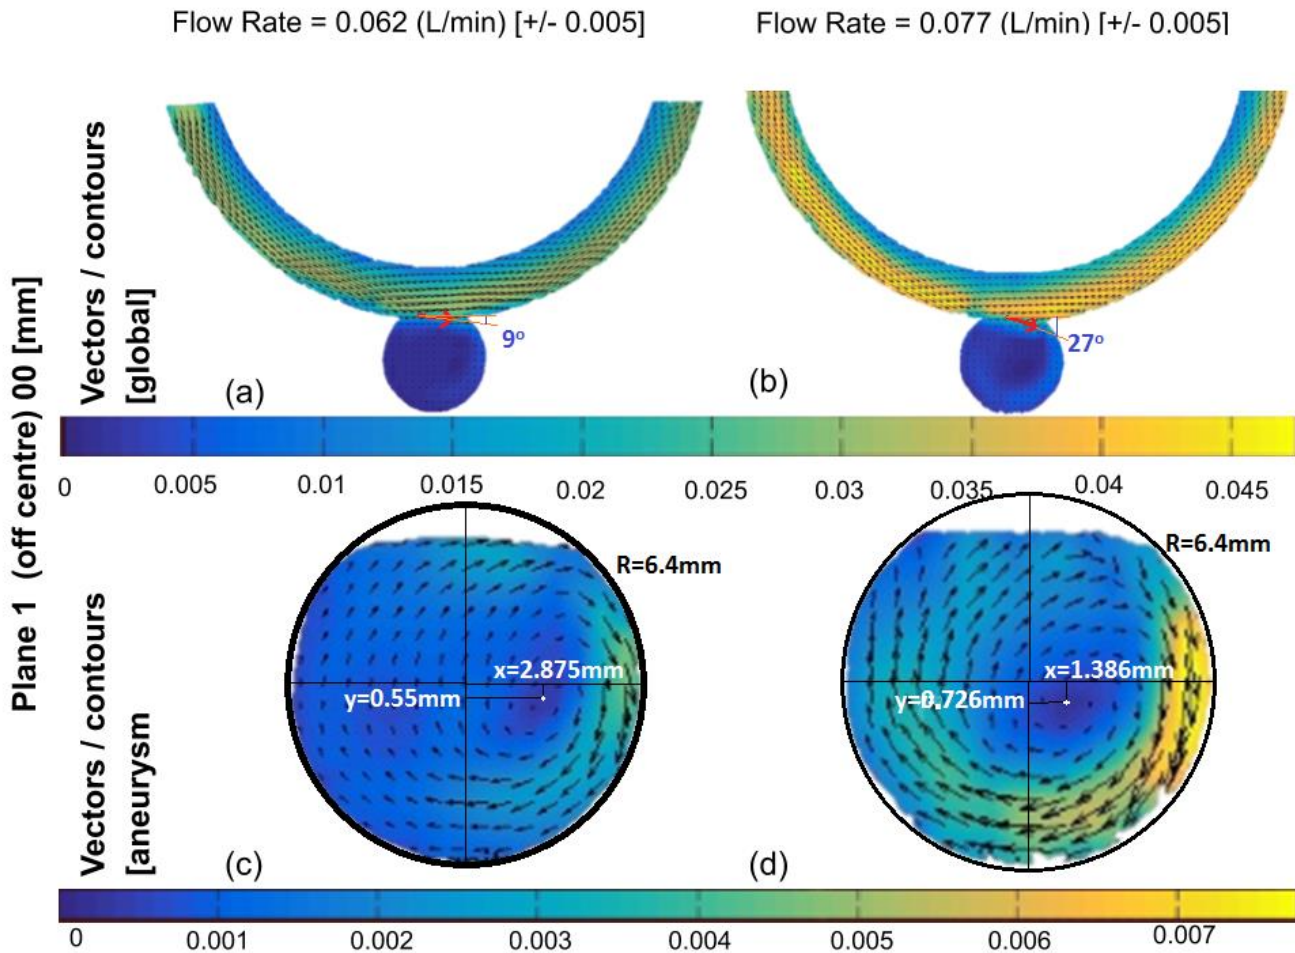 Flow Rate = 0.062 (L/min) [+/- 0.005]
Flow Rate = 0.077 (L/min) [+/- 0.005]
Plane 1 (off centre) 00 [mm]
Vectors / contours
[global]
9º
27º
(a)
(b)
0 0.005 0.01 0.015 0.02 0.025 0.03 0.035 0.04 0.045
Vectors / contours
[aneurysm]
R=6.4mm
R=6.4mm
x=2.875mm
x=1.386mm
y=0.55mm
y=0.726mm
(c)
(d)
0 0.001 0.002 0.003 0.004 0.005 0.006 0.007